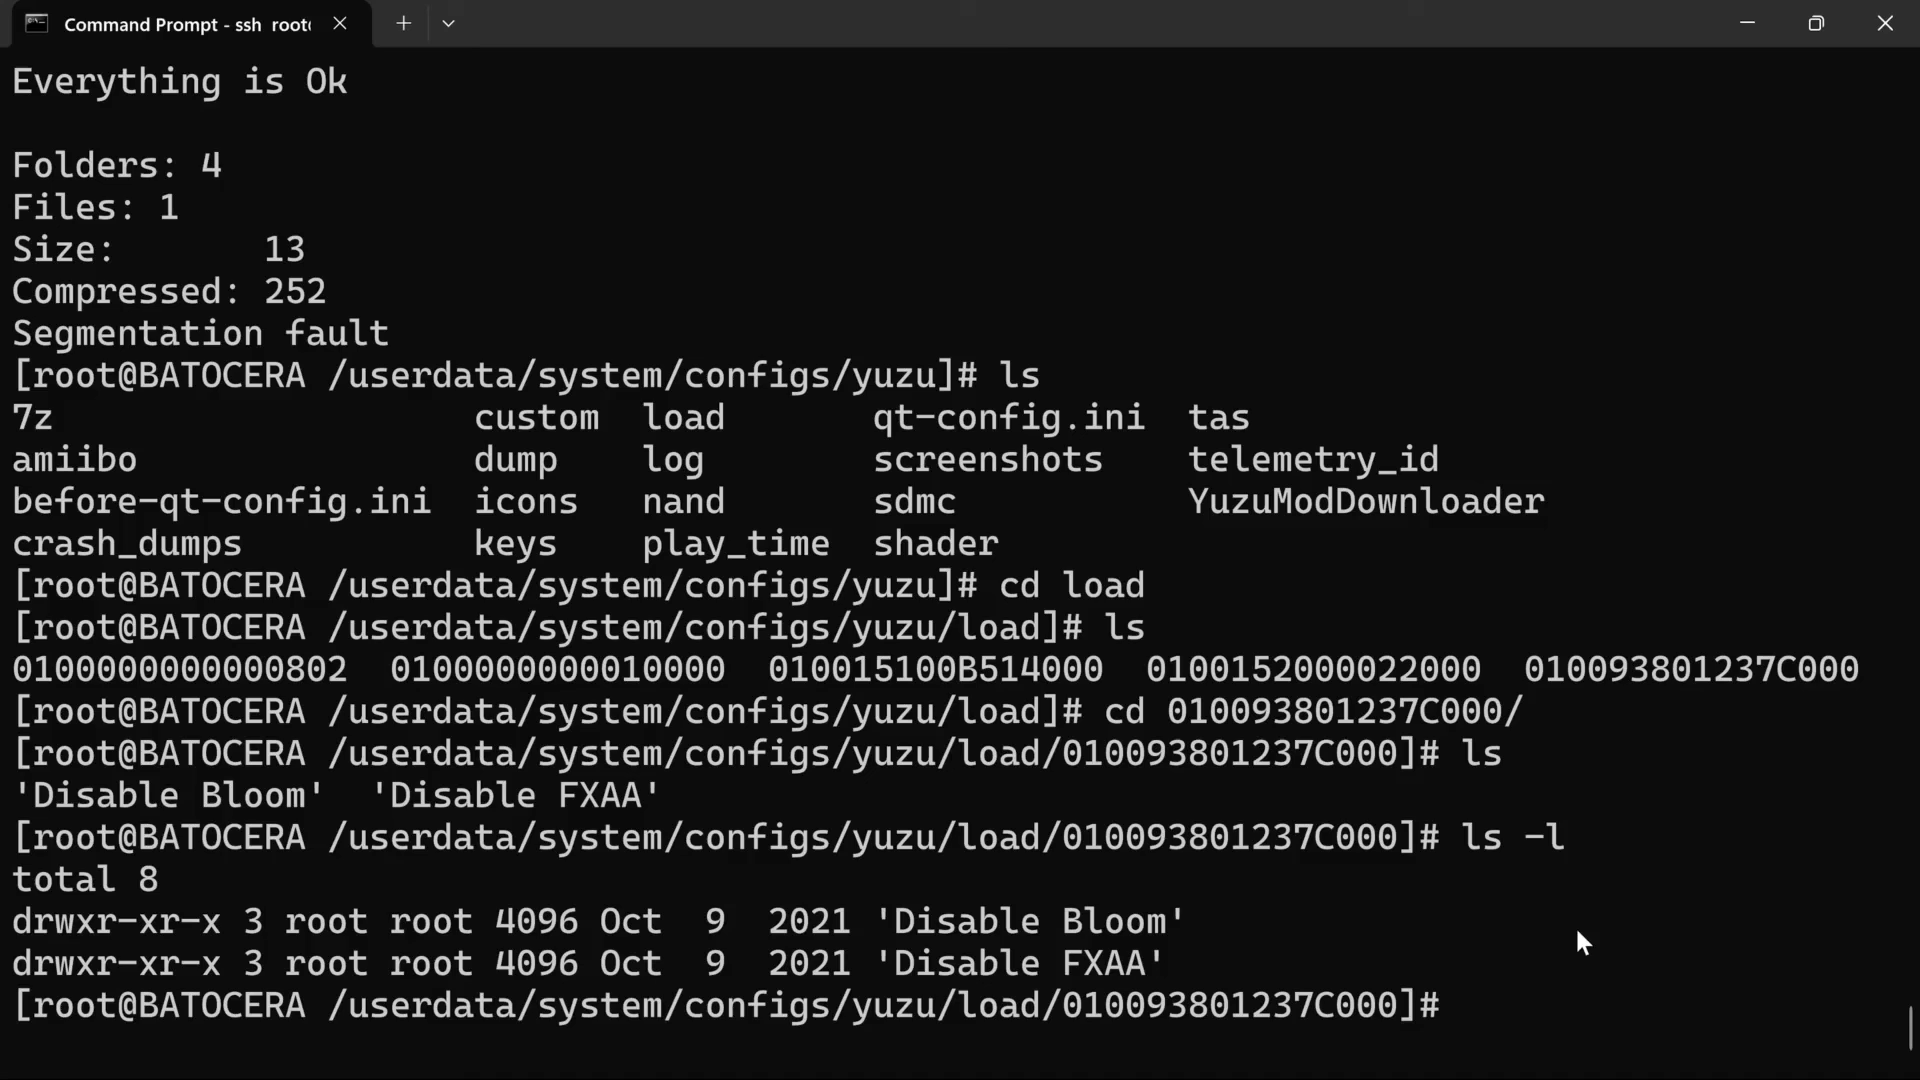 Command Prompt - ssh root
Everything is Ok
Folders: 4
Files: 1
Size:       13
Compressed: 252
Segmentation fault
[root@BATOCERA /userdata/system/configs/yuzu]# ls
7z                    custom  load       qt-config.ini  tas
amiibo                dump    log        screenshots    telemetry_id
before-qt-config.ini  icons   nand       sdmc           YuzuModDownloader
crash_dumps           keys    play_time  shader
[root@BATOCERA /userdata/system/configs/yuzu]# cd load
[root@BATOCERA /userdata/system/configs/yuzu/load]# ls
0100000000000802  0100000000010000  010015100B514000  0100152000022000  010093801237C000
[root@BATOCERA /userdata/system/configs/yuzu/load]# cd 010093801237C000/
[root@BATOCERA /userdata/system/configs/yuzu/load/010093801237C000]# ls
'Disable Bloom'  'Disable FXAA'
[root@BATOCERA /userdata/system/configs/yuzu/load/010093801237C000]# ls -l
total 8
drwxr-xr-x 3 root root 4096 Oct  9  2021 'Disable Bloom'
drwxr-xr-x 3 root root 4096 Oct  9  2021 'Disable FXAA'
[root@BATOCERA /userdata/system/configs/yuzu/load/010093801237C000]#